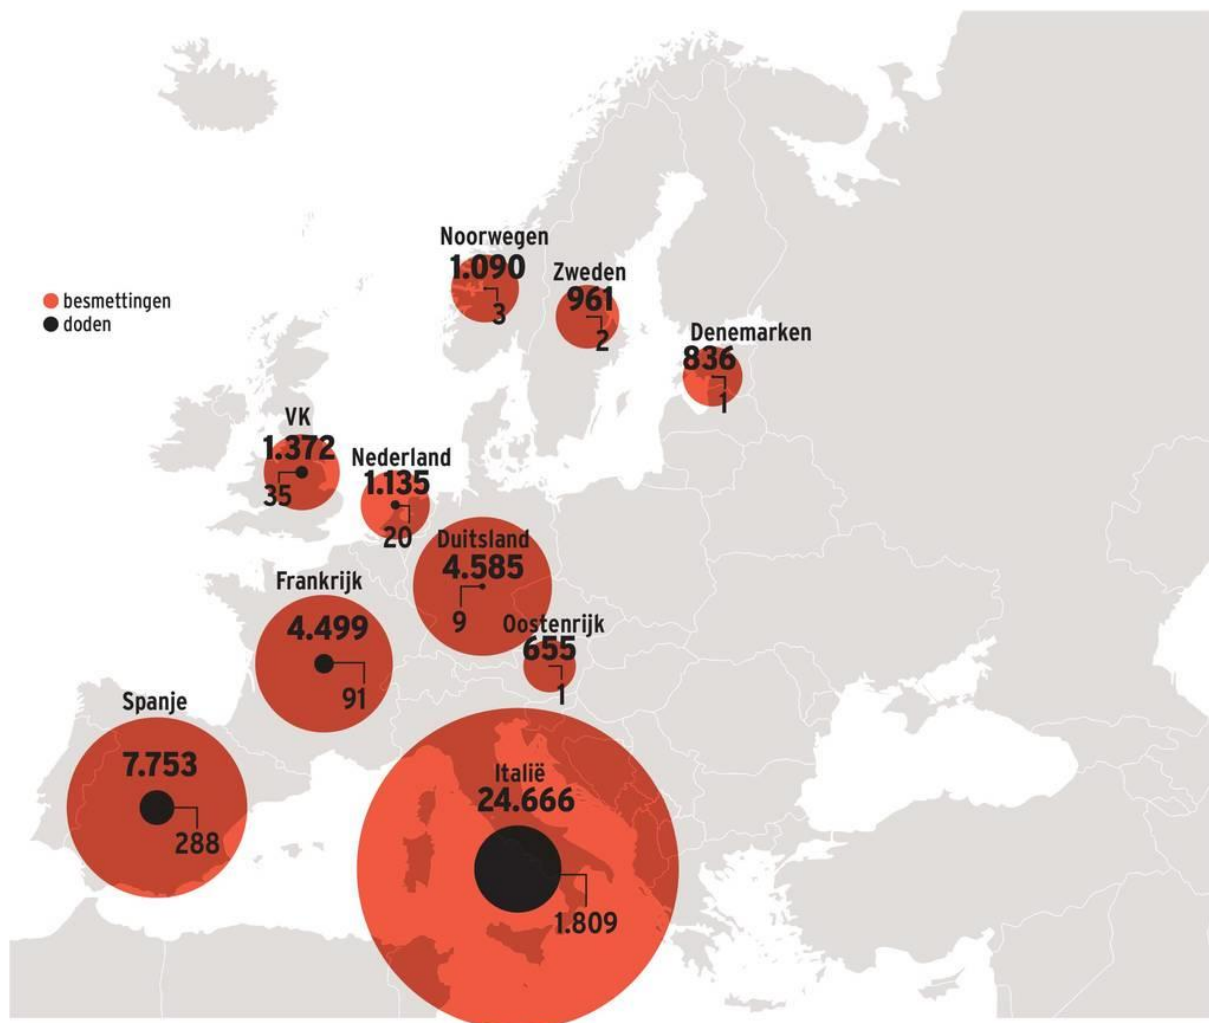 Noorwegen
1.090
3
Zweden
961
2
Denemarken
836
1
besmettingen
doden
VK
1.372
35
Nederland
1.135
20
Duitsland
4.585
9
Frankrijk
4.499
91
Oostenrijk
655
1
Spanje
7.753
288
Italië
24.666
1.809